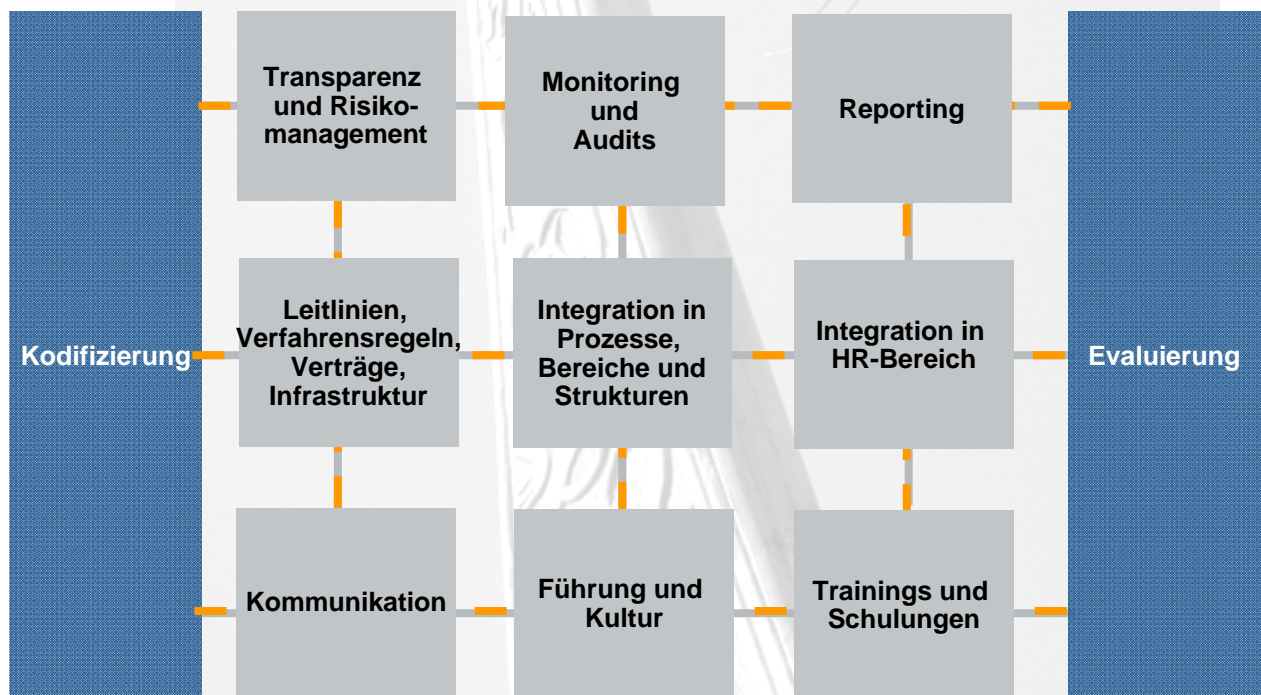 Transparenz
und Risiko-
management
Monitoring
und
Audits
Reporting
Kodifizierung
Leitlinien,
Verfahrensregeln,
Verträge,
Infrastruktur
Integration in
Prozesse,
Bereiche und
Strukturen
Integration in
HR-Bereich
Evaluierung
Kommunikation
Führung und
Kultur
Trainings und
Schulungen